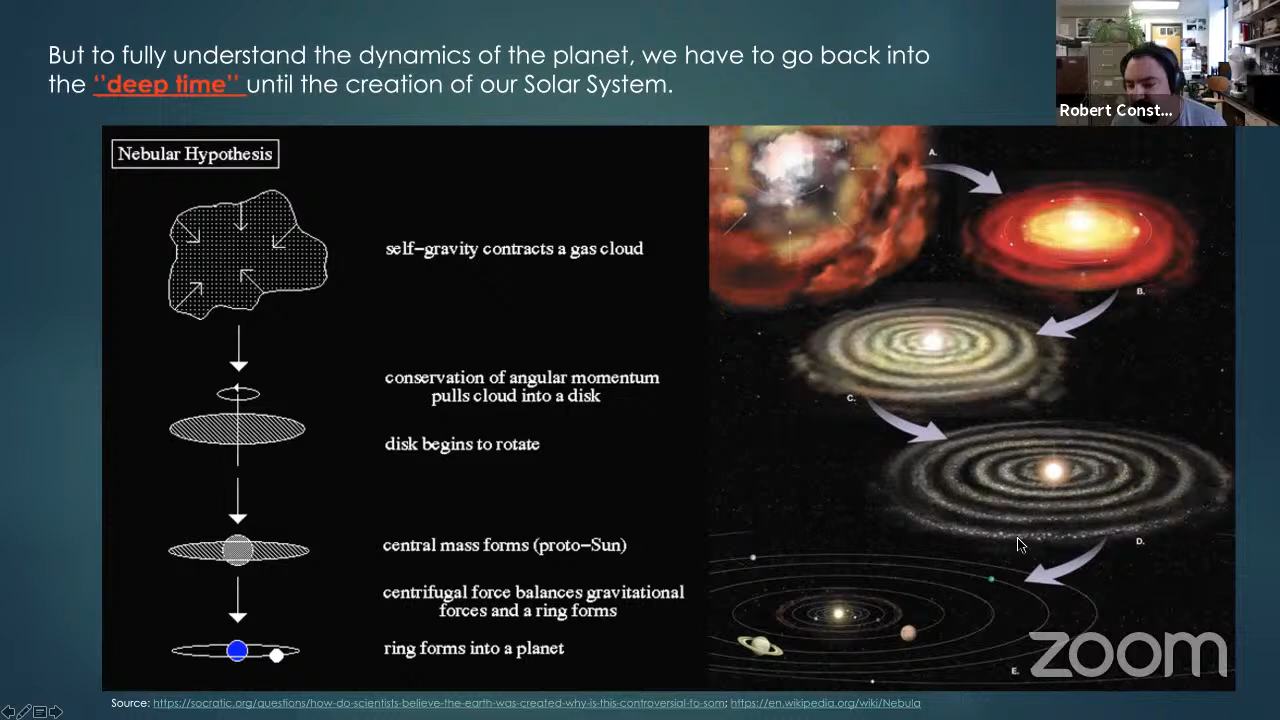 But to fully understand the dynamics of the planet, we have to go back into
the ‘‘deep time’’ until the creation of our Solar System.
Robert Const...
Nebular Hypothesis
self-gravity contracts a gas cloud
conservation of angular momentum
pulls cloud into a disk
disk begins to rotate
central mass forms (proto-Sun)
centrifugal force balances gravitational
forces and a ring forms
ring forms into a planet
A.
B.
C.
D.
E.
zoom
Source: https://socratic.org/questions/how-do-scientists-believe-the-earth-was-created-why-is-this-controversial-to-som; https://en.wikipedia.org/wiki/Nebula